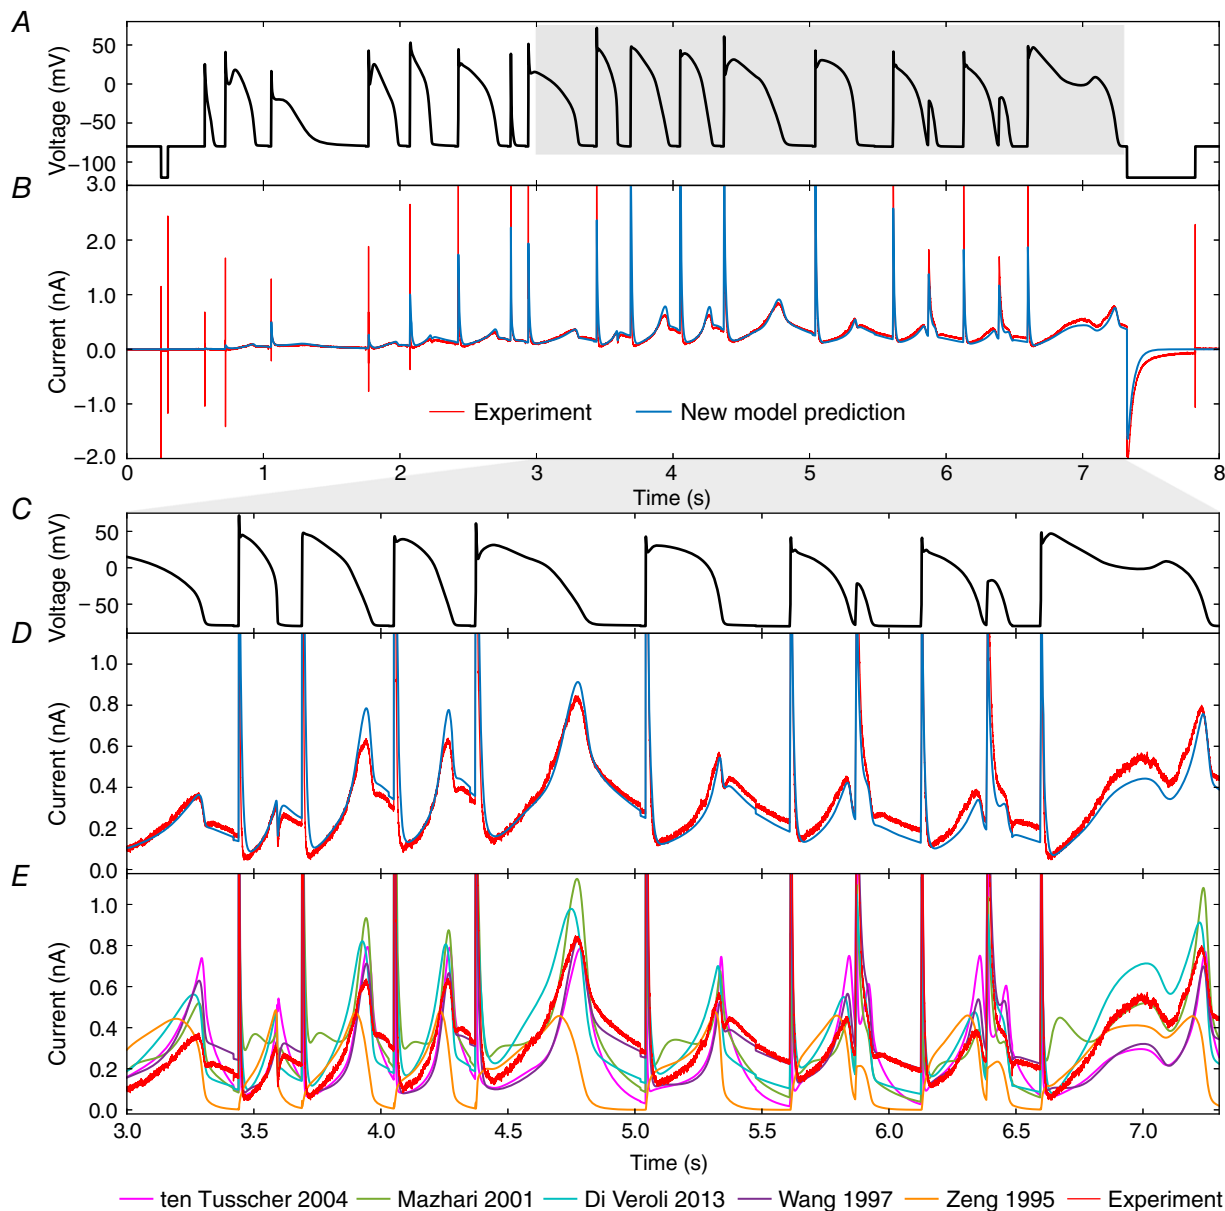 A
Voltage (mV)
50
0
−50
−100
B
Current (nA)
3.0
2.0
1.0
0.0
−1.0
−2.0
Experiment
New model prediction
0 1 2 3 4 5 6 7 8
Time (s)
C
Voltage (mV)
50
0
−50
D
Current (nA)
1.0
0.8
0.6
0.4
0.2
0.0
E
Current (nA)
1.0
0.8
0.6
0.4
0.2
0.0
3.0 3.5 4.0 4.5 5.0 5.5 6.0 6.5 7.0
Time (s)
ten Tusscher 2004 Mazhari 2001 Di Veroli 2013 Wang 1997 Zeng 1995 Experiment